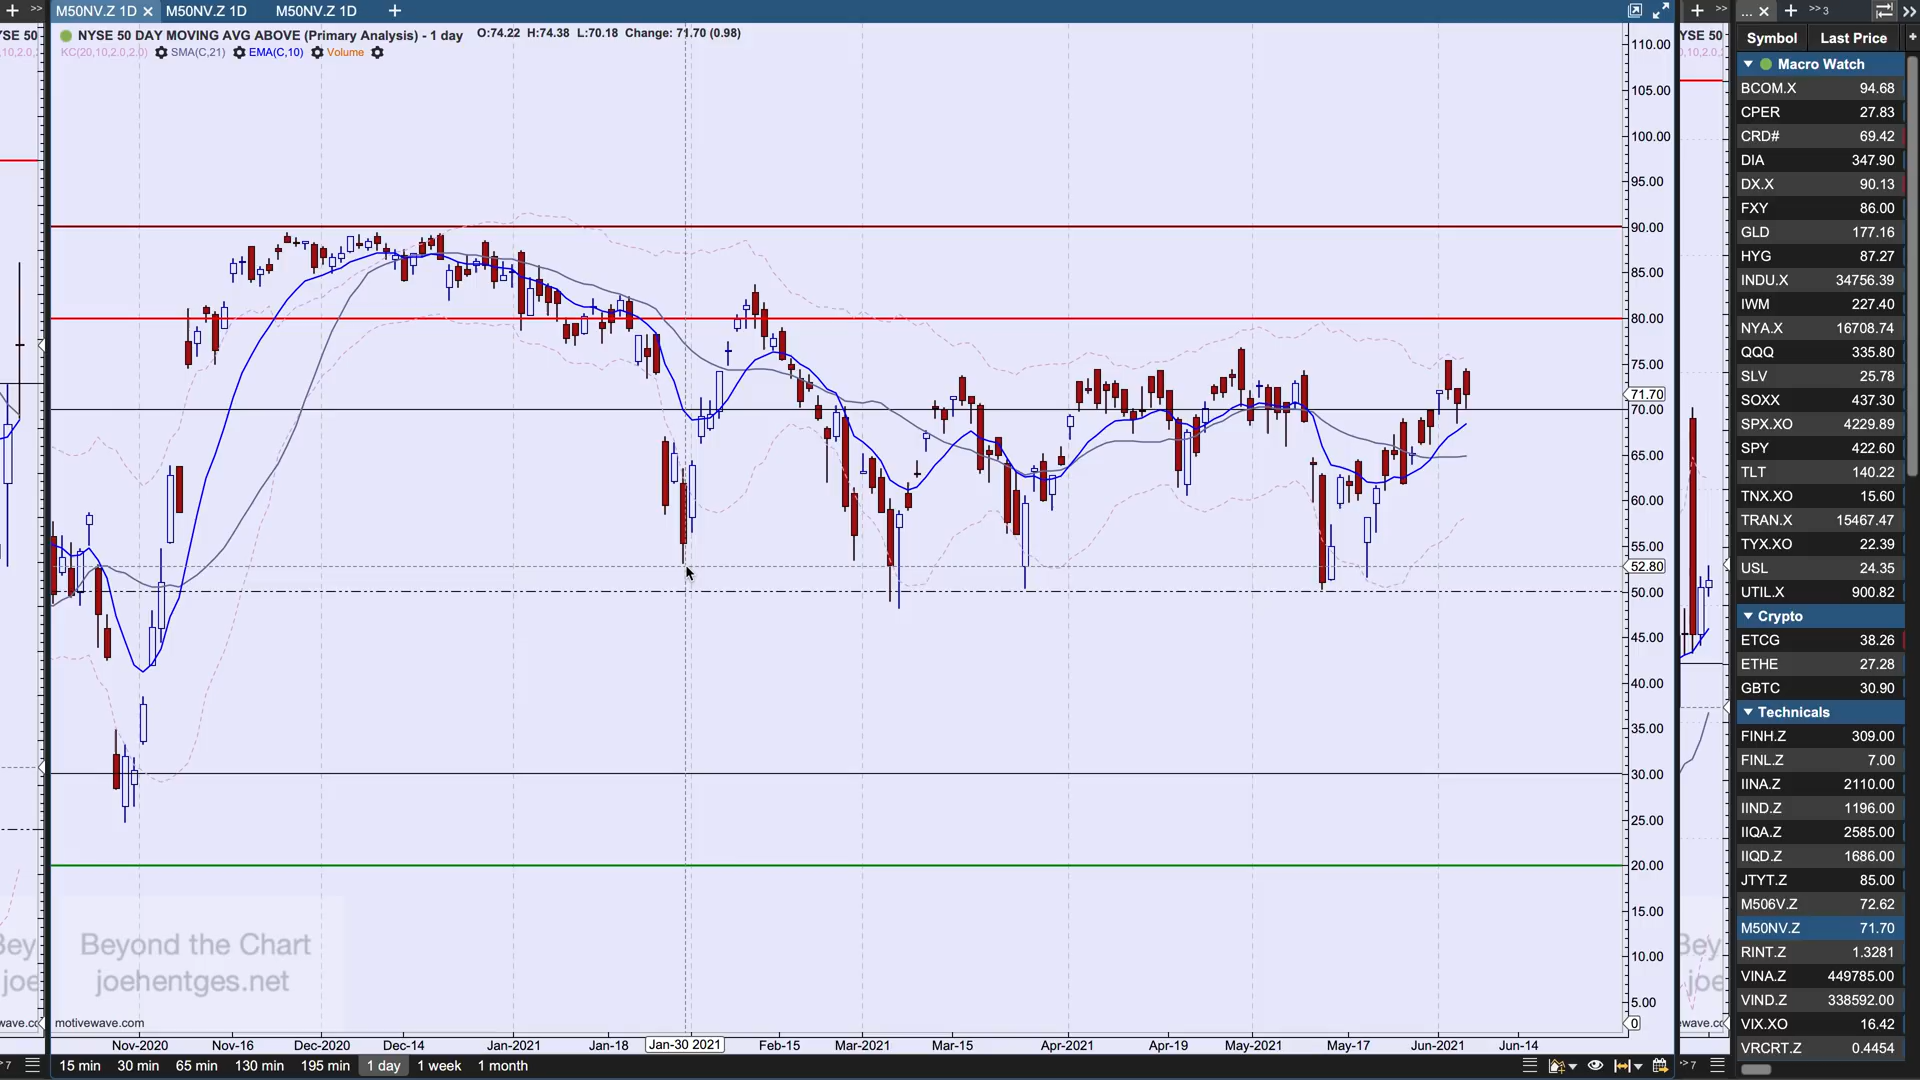 M50NV.Z 1D
M50NV.Z 1D
M50NV.Z 1D
NYSE 50 DAY MOVING AVG ABOVE (Primary Analysis) - 1 day O:74.22 H:74.38 L:70.18 Change: 71.70 (0.98)
KC(20,10,2.0,2.0) SMA(C,21) EMA(C,10) Volume
110.00
105.00
100.00
95.00
90.00
85.00
80.00
75.00
71.70
70.00
65.00
60.00
55.00
52.80
50.00
45.00
40.00
35.00
30.00
25.00
20.00
15.00
10.00
5.00
0
Beyond the Chart
joehentges.net
motivewave.com
Nov-2020 Nov-16 Dec-2020 Dec-14 Jan-2021 Jan-18 Jan-30 2021 Feb-15 Mar-2021 Mar-15 Apr-2021 Apr-19 May-2021 May-17 Jun-2021 Jun-14
15 min 30 min 65 min 130 min 195 min 1 day 1 week 1 month
Symbol Last Price
Macro Watch
BCOM.X 94.68
CPER 27.83
CRD# 69.42
DIA 347.90
DX.X 90.13
FXY 86.00
GLD 177.16
HYG 87.27
INDU.X 34756.39
IWM 227.40
NYA.X 16708.74
QQQ 335.80
SLV 25.78
SOXX 437.30
SPX.XO 4229.89
SPY 422.60
TLT 140.22
TNX.XO 15.60
TRAN.X 15467.47
TYX.XO 22.39
USL 24.35
UTIL.X 900.82
Crypto
ETCG 38.26
ETHE 27.28
GBTC 30.90
Technicals
FINH.Z 309.00
FINL.Z 7.00
IINA.Z 2110.00
IIND.Z 1196.00
IIQA.Z 2585.00
IIQD.Z 1686.00
JTYT.Z 85.00
M506V.Z 72.62
M50NV.Z 71.70
RINT.Z 1.3281
VINA.Z 449785.00
VIND.Z 338592.00
VIX.XO 16.42
VRCRT.Z 0.4454